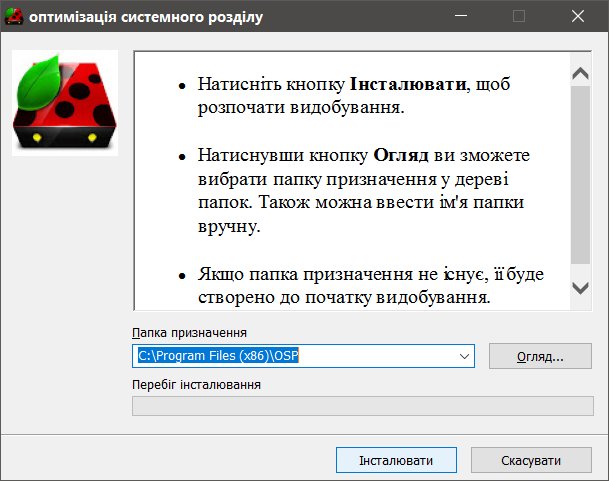 оптимізація системного розділу
• Натисніть кнопку Інсталювати, щоб
розпочати видобування.
• Натиснувши кнопку Огляд ви зможете
вибрати папку призначення у дереві
папок. Також можна ввести ім'я папки
вручну.
• Якщо папка призначення не існує, її буде
створено до початку видобування.
Папка призначення
C:\Program Files (x86)\OSP
Огляд...
Перебіг інсталювання
Інсталювати
Скасувати